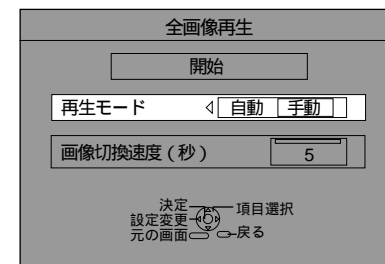 全画像再生
開始
再生モード 自動 手動
画像切換速度(秒) 5
決定 項目選択
設定変更
元の画面 戻る